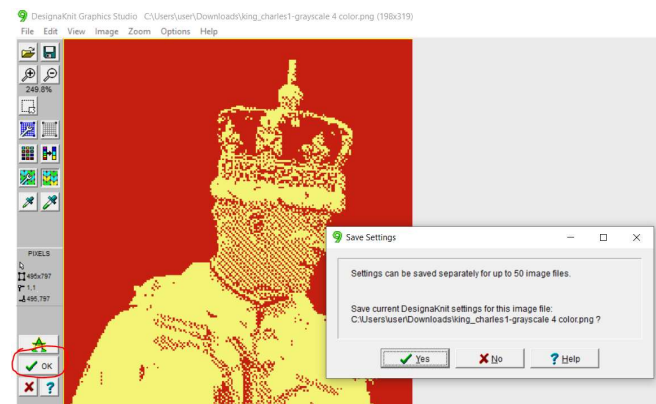 DesignaKnit Graphics Studio C:\Users\user\Downloads\king_charles1-grayscale 4 color.png (198x319)
File Edit View Image Zoom Options Help
249.8%
PIXELS
495x797
1,1
495,797
OK
Save Settings
Settings can be saved separately for up to 50 image files.
Save current DesignaKnit settings for this image file:
C:\Users\user\Downloads\king_charles1-grayscale 4 color.png ?
Yes No Help